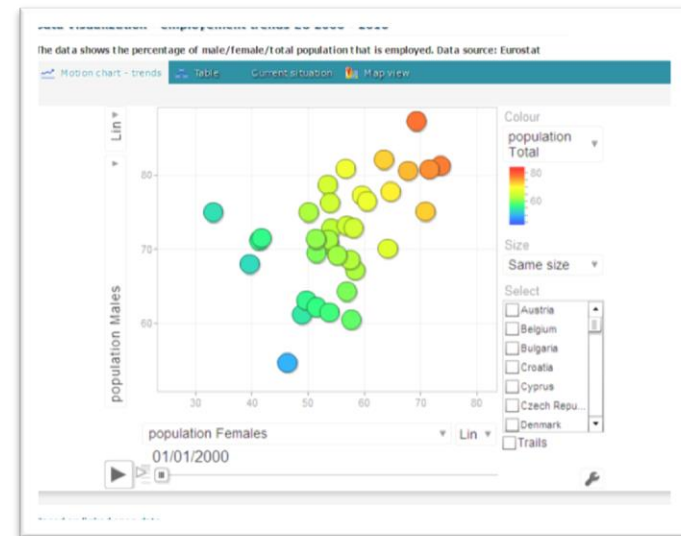 The data shows the percentage of male/female/total population that is employed. Data source: Eurostat
Motion chart - trends Table Current situation Map view
Lin
population Males
80
70
60
30 40 50 60 70 80
population Females Lin
01/01/2000
Colour
population
Total
80
60
Size
Same size
Select
Austria
Belgium
Bulgaria
Croatia
Cyprus
Czech Repu...
Denmark
Trails